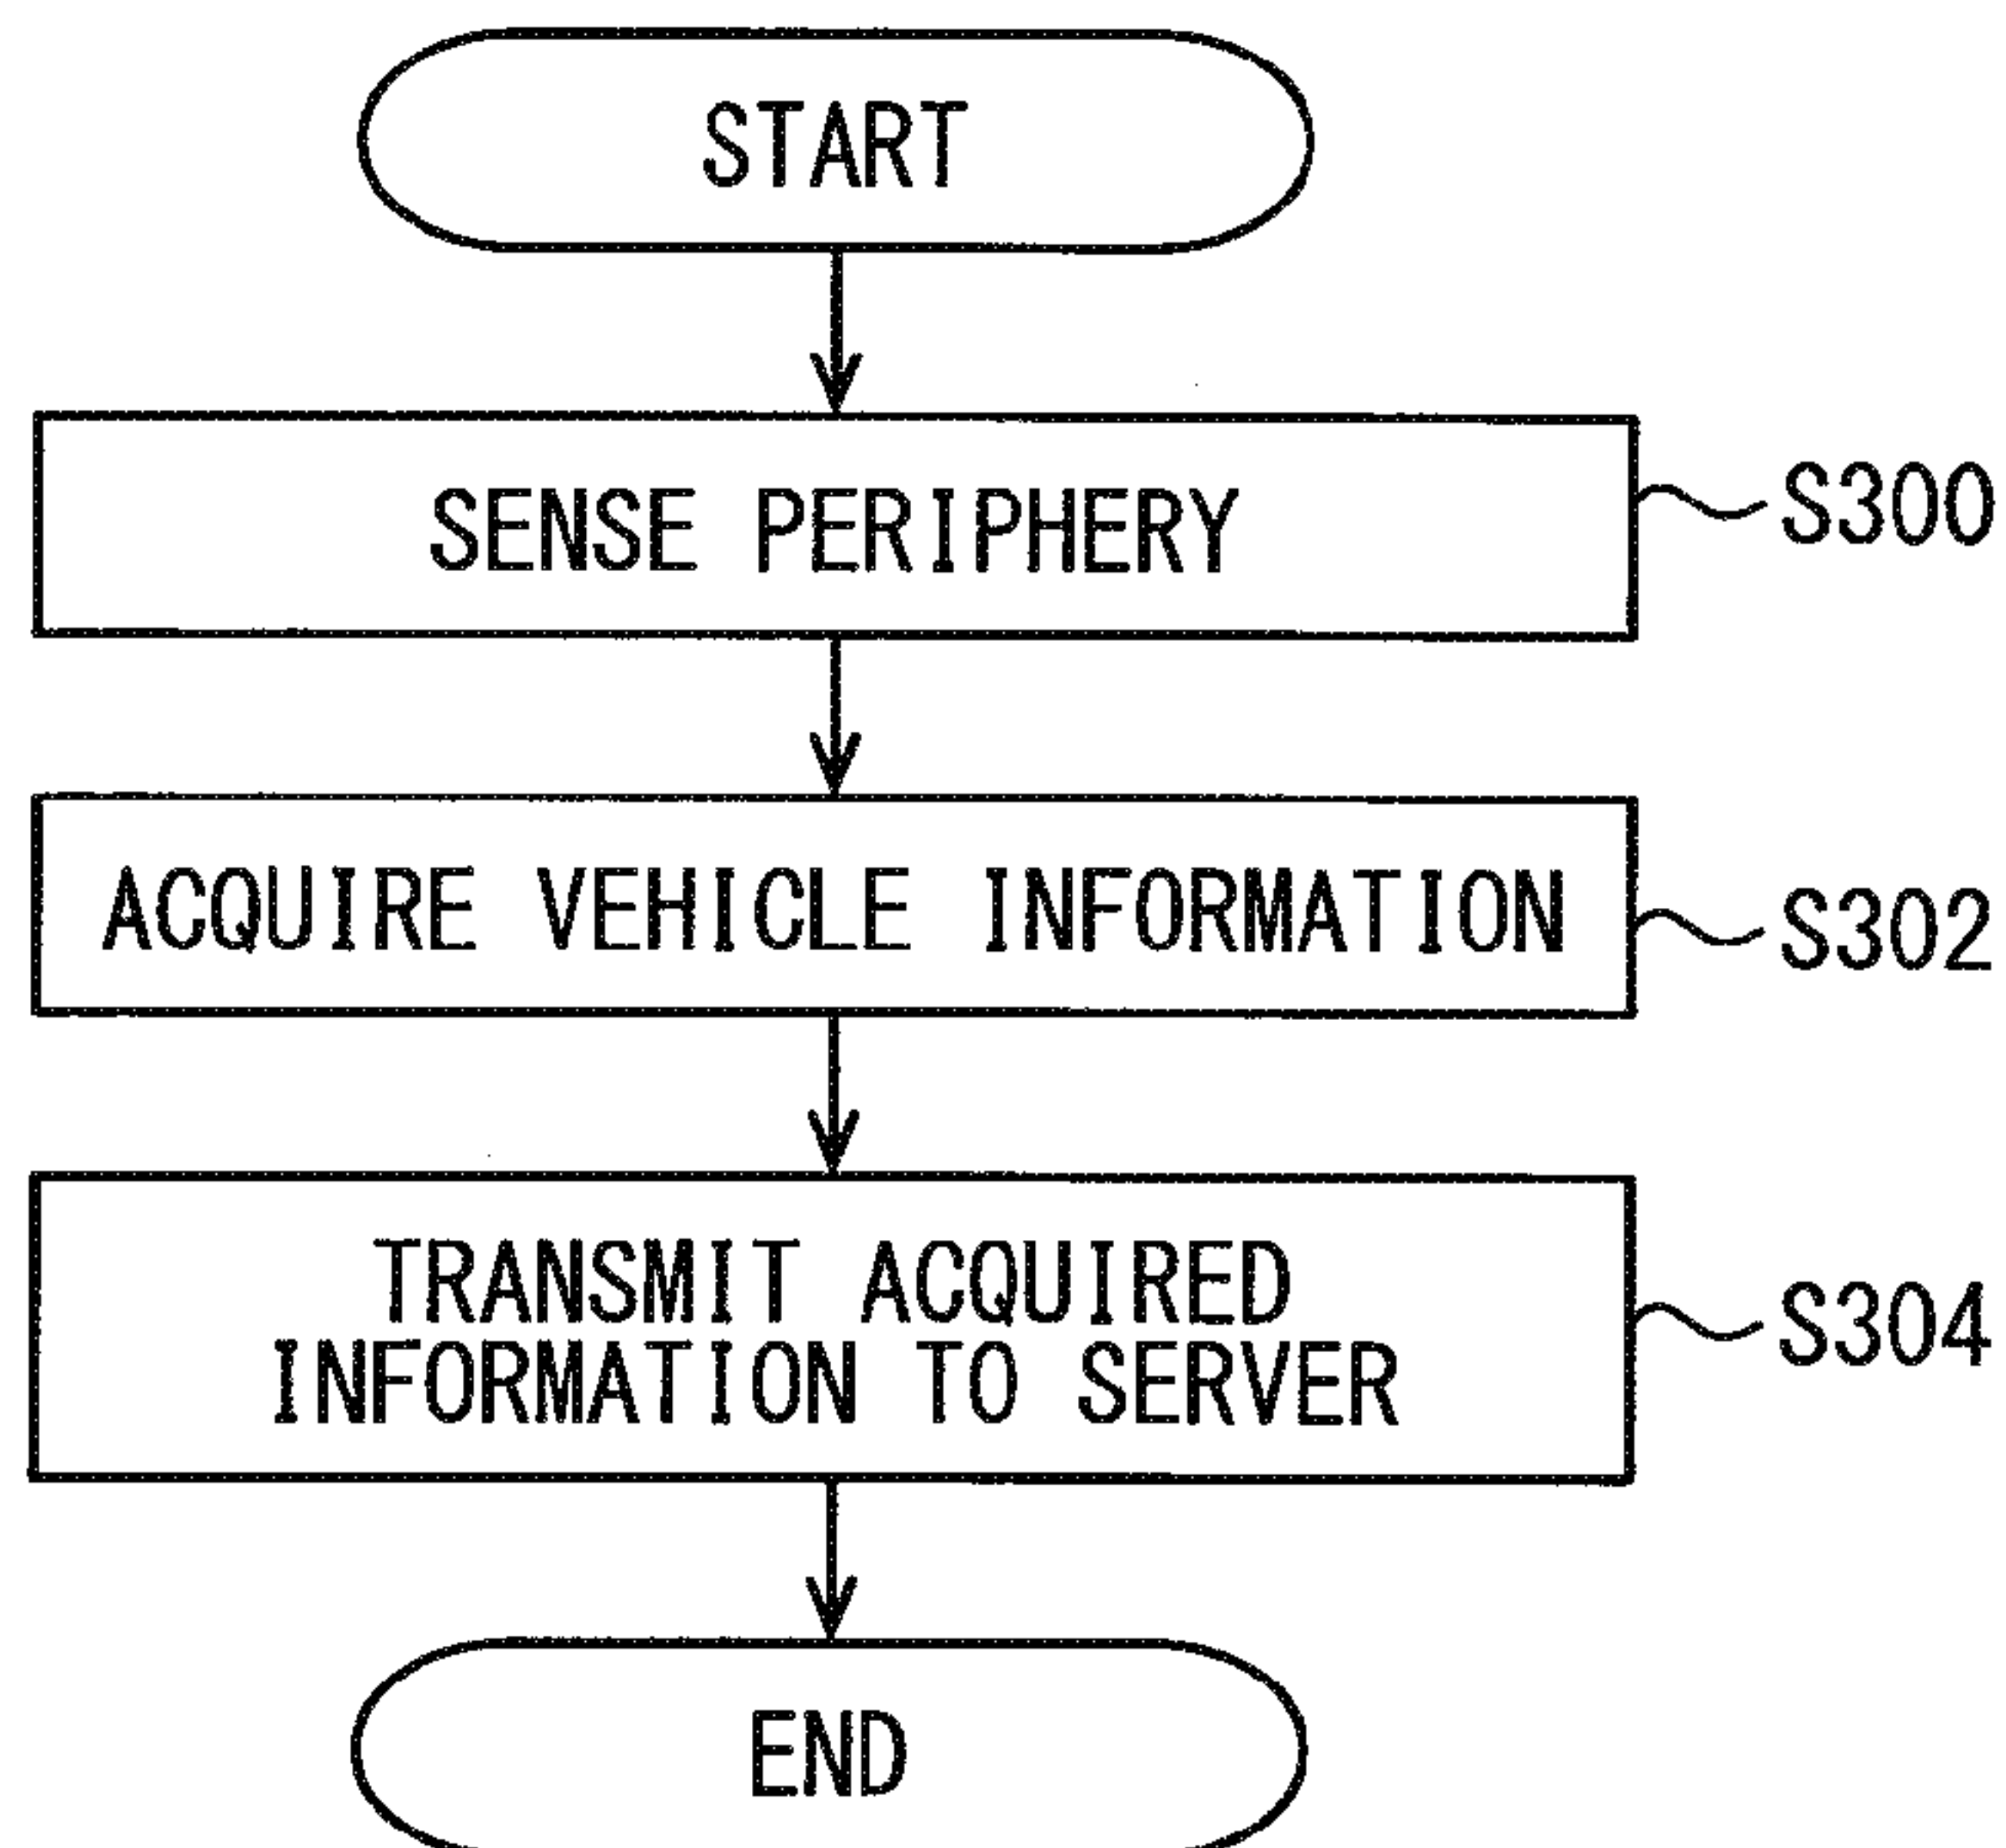 START
SENSE PERIPHERY
S300
ACQUIRE VEHICLE INFORMATION
S302
TRANSMIT ACQUIRED
INFORMATION TO SERVER
S304
END